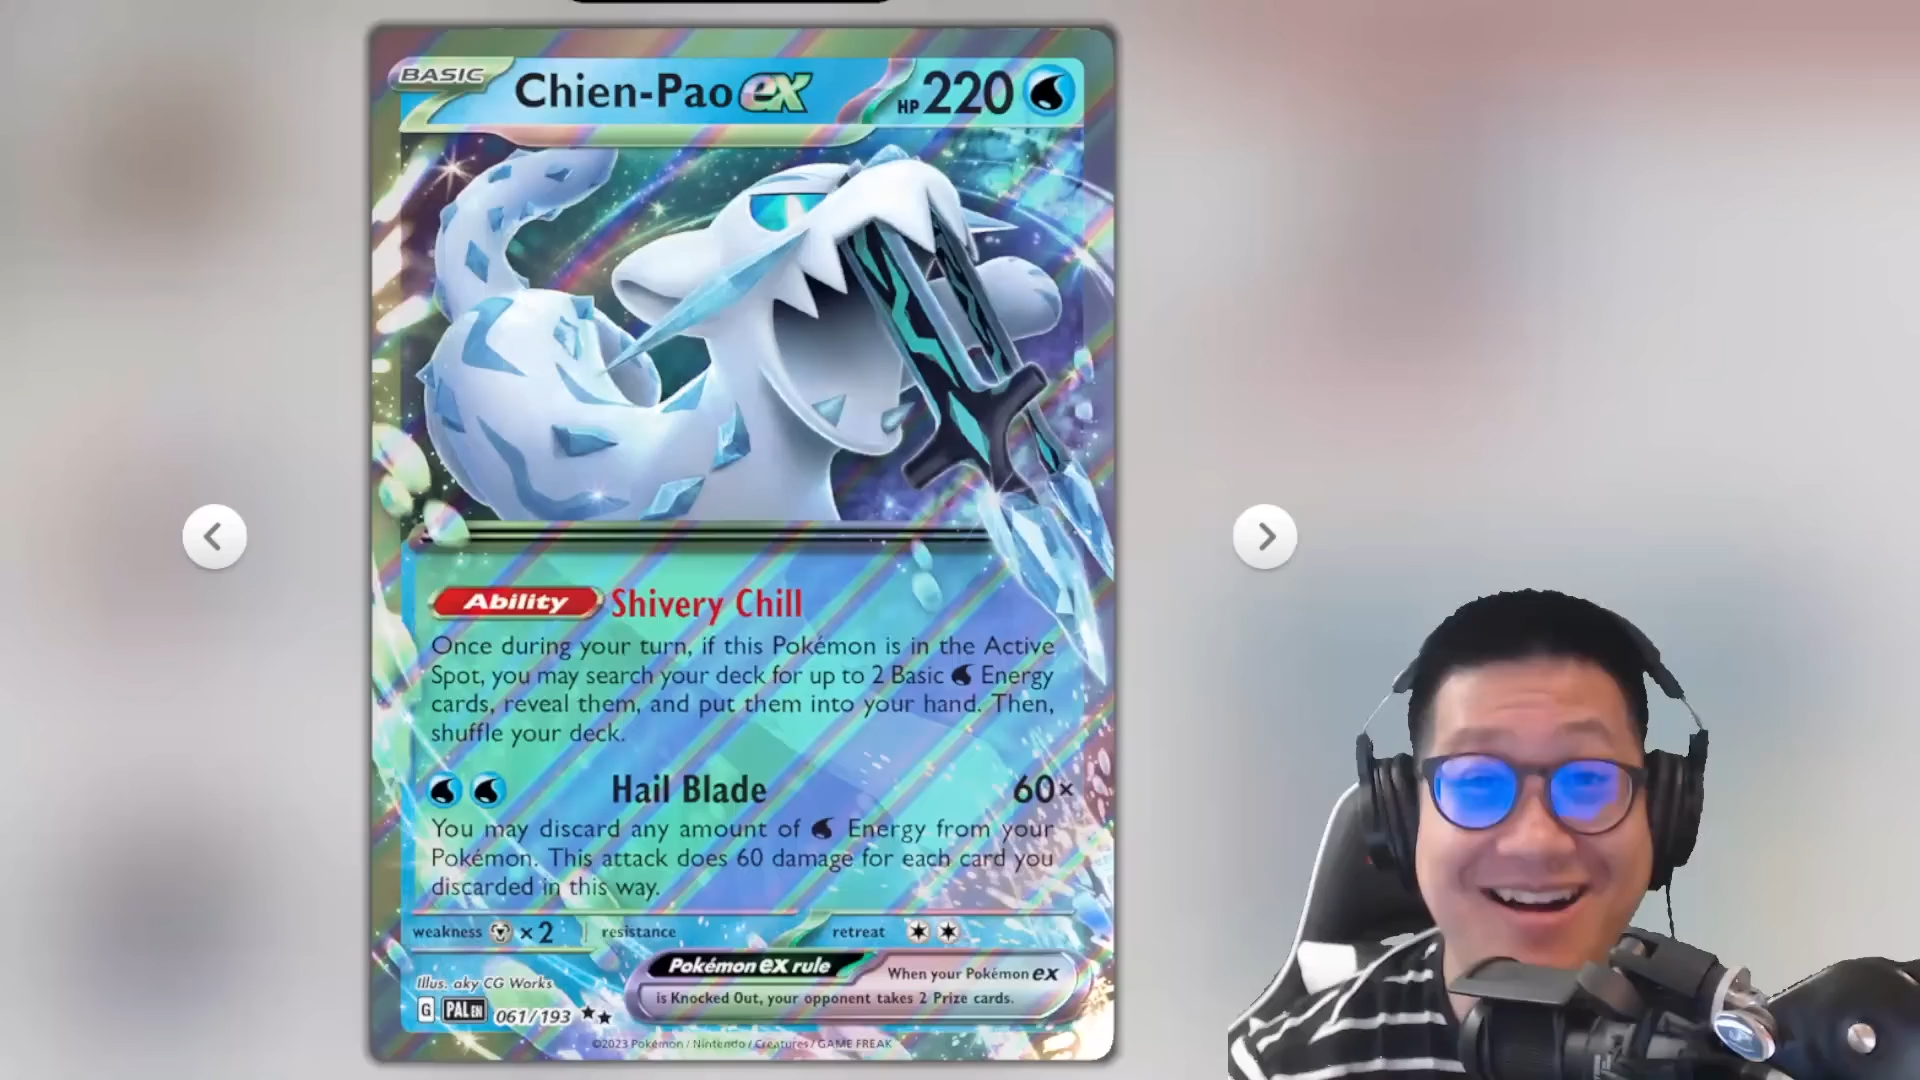 BASIC
Chien-Pao ex
HP 220
Ability Shivery Chill
Once during your turn, if this Pokémon is in the Active
Spot, you may search your deck for up to 2 Basic Energy
cards, reveal them, and put them into your hand. Then,
shuffle your deck.
Hail Blade 60×
You may discard any amount of Energy from your
Pokémon. This attack does 60 damage for each card you
discarded in this way.
weakness ×2 resistance retreat
Pokémon ex rule When your Pokémon ex
is Knocked Out, your opponent takes 2 Prize cards.
Illus. aky CG Works
G PAL EN 061/193
©2023 Pokémon / Nintendo / Creatures / GAME FREAK